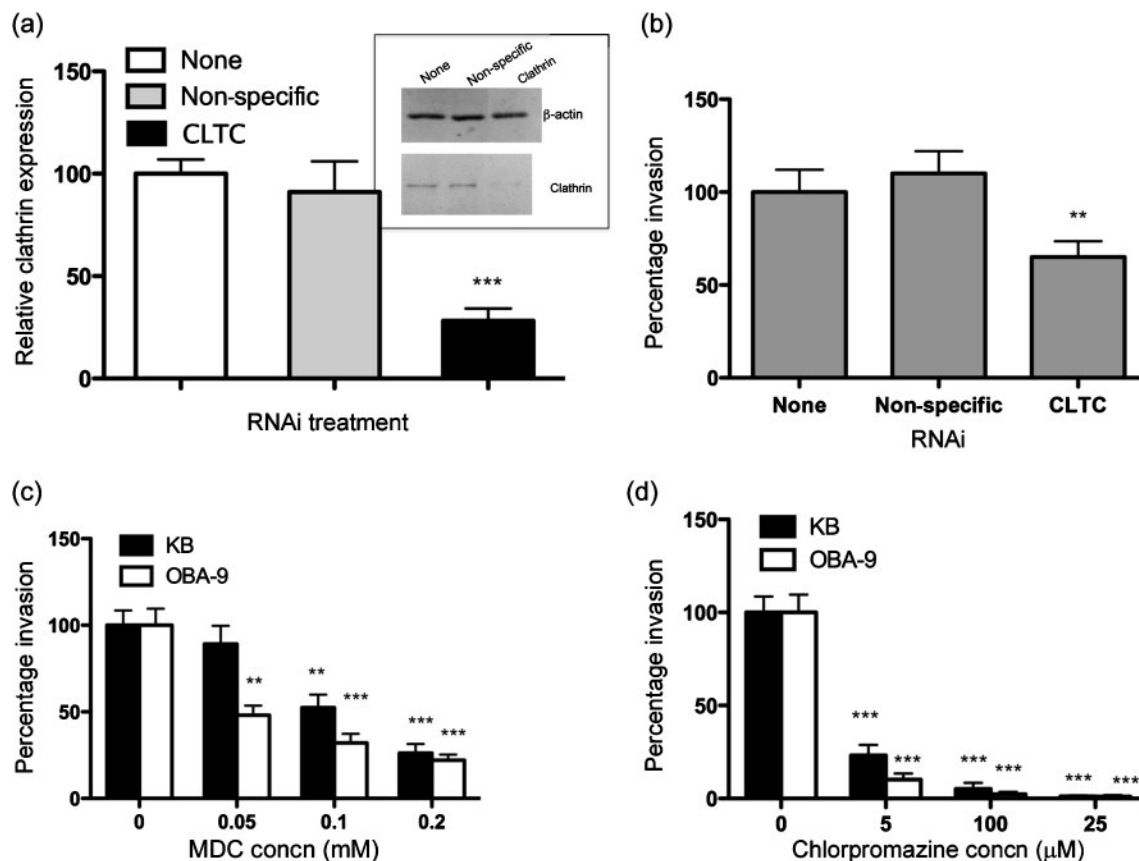 (a)
150
100
50
0
Relative clathrin expression
None
Non-specific
CLTC
None Non-specific Clathrin
β-actin
Clathrin
***
RNAi treatment
(b)
150
100
50
0
Percentage invasion
**
None Non-specific CLTC
RNAi
(c)
150
100
50
0
Percentage invasion
KB
OBA-9
**
** ***
*** ***
0 0.05 0.1 0.2
MDC concn (mM)
(d)
150
100
50
0
Percentage invasion
KB
OBA-9
*** ***
*** ***
*** ***
0 5 100 25
Chlorpromazine concn (μM)